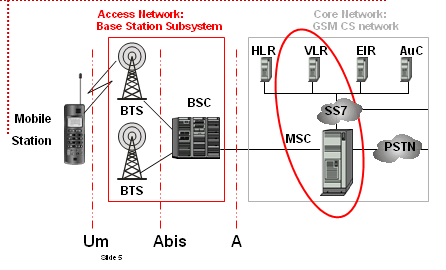 Access Network:
Base Station Subsystem
Core Network:
GSM CS network
HLR
VLR
EIR
AuC
BTS
BSC
SS7
Mobile
Station
MSC
PSTN
BTS
Um
Abis
A
Slide 5